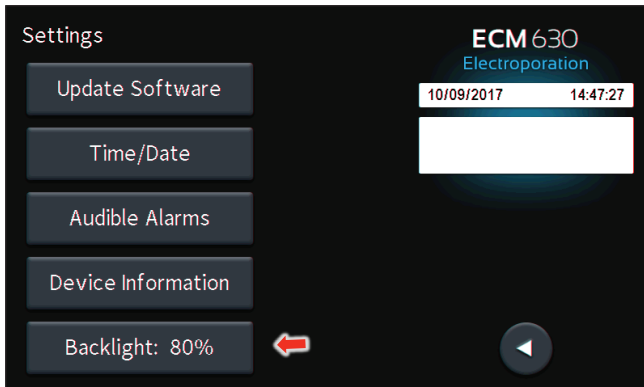 Settings
Update Software
Time/Date
Audible Alarms
Device Information
Backlight: 80%
ECM 630
Electroporation
10/09/2017 14:47:27